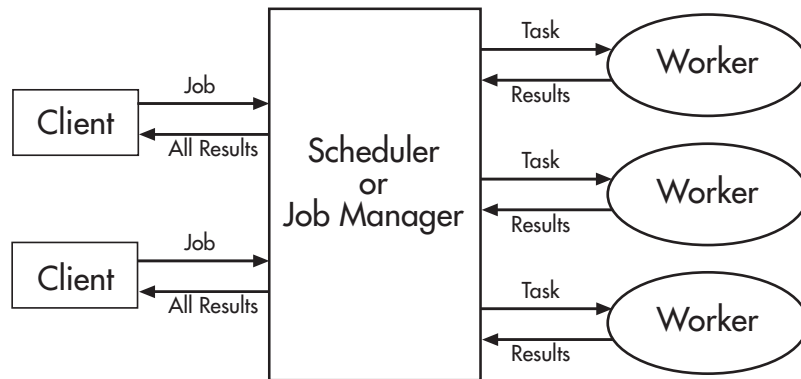 Client
Job
All Results
Client
Job
All Results
Scheduler
or
Job Manager
Task
Results
Worker
Task
Results
Worker
Task
Results
Worker